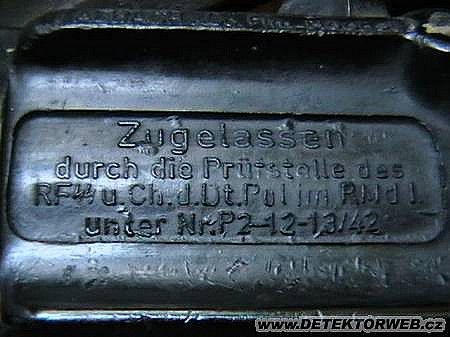 Zugelassen
durch die Prüfstelle des
RFᛋᛋ u. Ch. d. Dt. Pol im RMd I.
unter Nr. P2-12-13/42
WWW.DETEKTORWEB.CZ